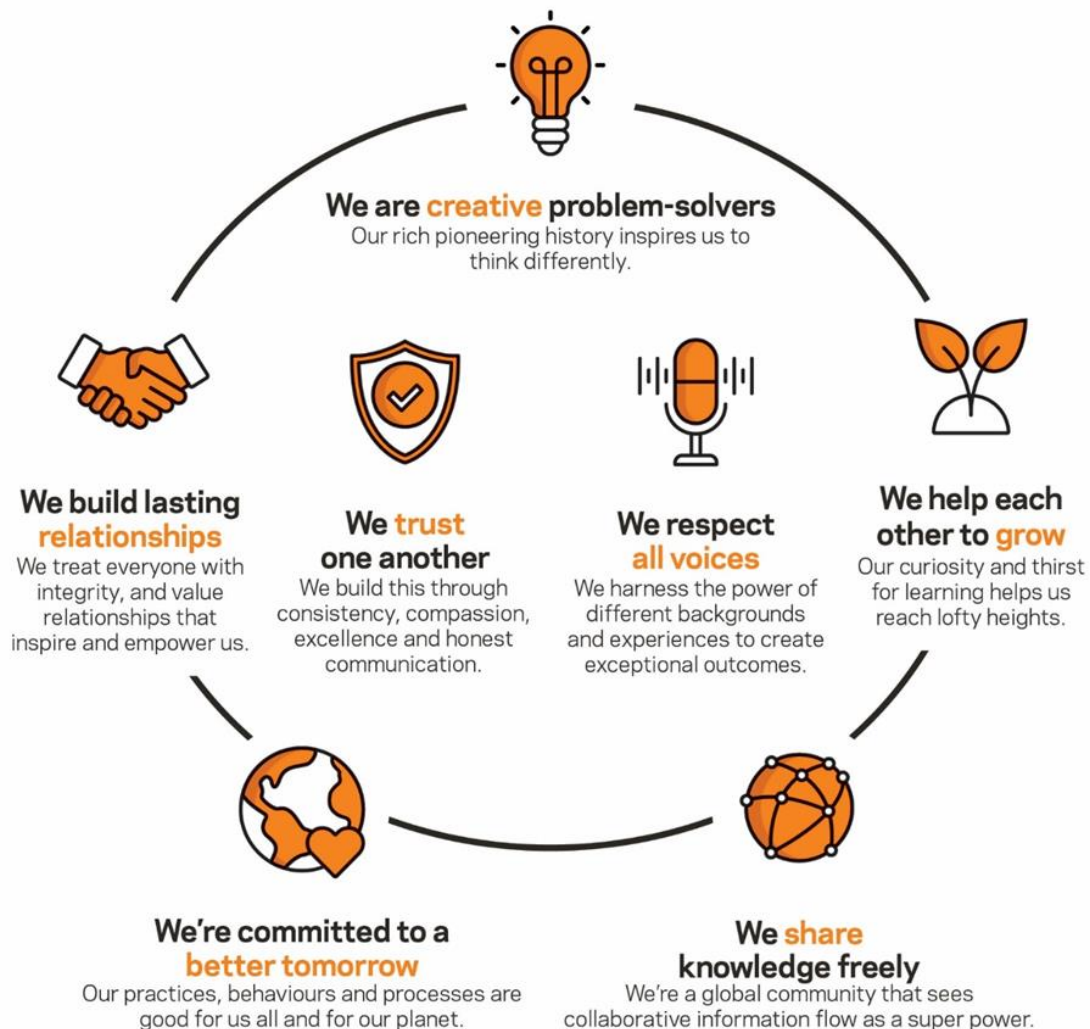 We are creative problem-solvers
Our rich pioneering history inspires us to
think differently.
We build lasting
relationships
We treat everyone with
integrity, and value
relationships that
inspire and empower us.
We trust
one another
We build this through
consistency, compassion,
excellence and honest
communication.
We respect
all voices
We harness the power of
different backgrounds
and experiences to create
exceptional outcomes.
We help each
other to grow
Our curiosity and thirst
for learning helps us
reach lofty heights.
We're committed to a
better tomorrow
Our practices, behaviours and processes are
good for us all and for our planet.
We share
knowledge freely
We're a global community that sees
collaborative information flow as a super power.